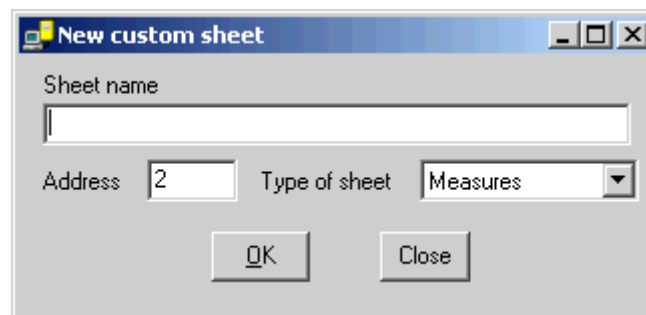 New custom sheet
Sheet name
Address 2 Type of sheet Measures
OK Close